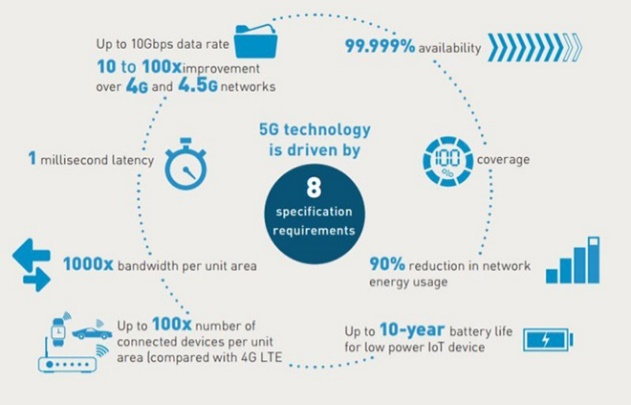 Up to 10Gbps data rate
10 to 100x improvement
over 4G and 4.5G networks
99.999% availability
5G technology
is driven by
8
specification
requirements
1 millisecond latency
100
%
coverage
1000x bandwidth per unit area
90% reduction in network
energy usage
Up to 100x number of
connected devices per unit
area (compared with 4G LTE
Up to 10-year battery life
for low power IoT device